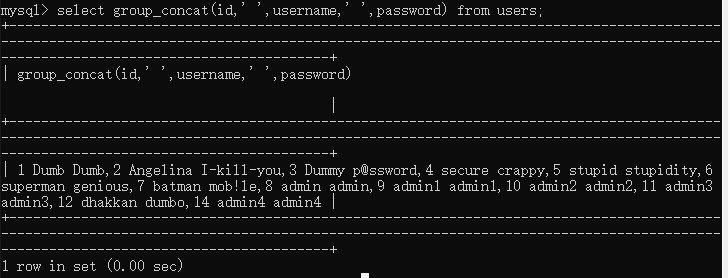 mysql> select group_concat(id,' ',username,' ',password) from users;
+--------------------------------------------------------------------------------------
---------------------------------------------------------------------------------------
----------------------------------------+
| group_concat(id,' ',username,' ',password)
|
+--------------------------------------------------------------------------------------
---------------------------------------------------------------------------------------
----------------------------------------+
| 1 Dumb Dumb,2 Angelina I-kill-you,3 Dummy p@ssword,4 secure crappy,5 stupid stupidity,6
superman genious,7 batman mob!le,8 admin admin,9 admin1 admin1,10 admin2 admin2,11 admin3
admin3,12 dhakkan dumbo,14 admin4 admin4 |
+--------------------------------------------------------------------------------------
---------------------------------------------------------------------------------------
----------------------------------------+
1 row in set (0.00 sec)